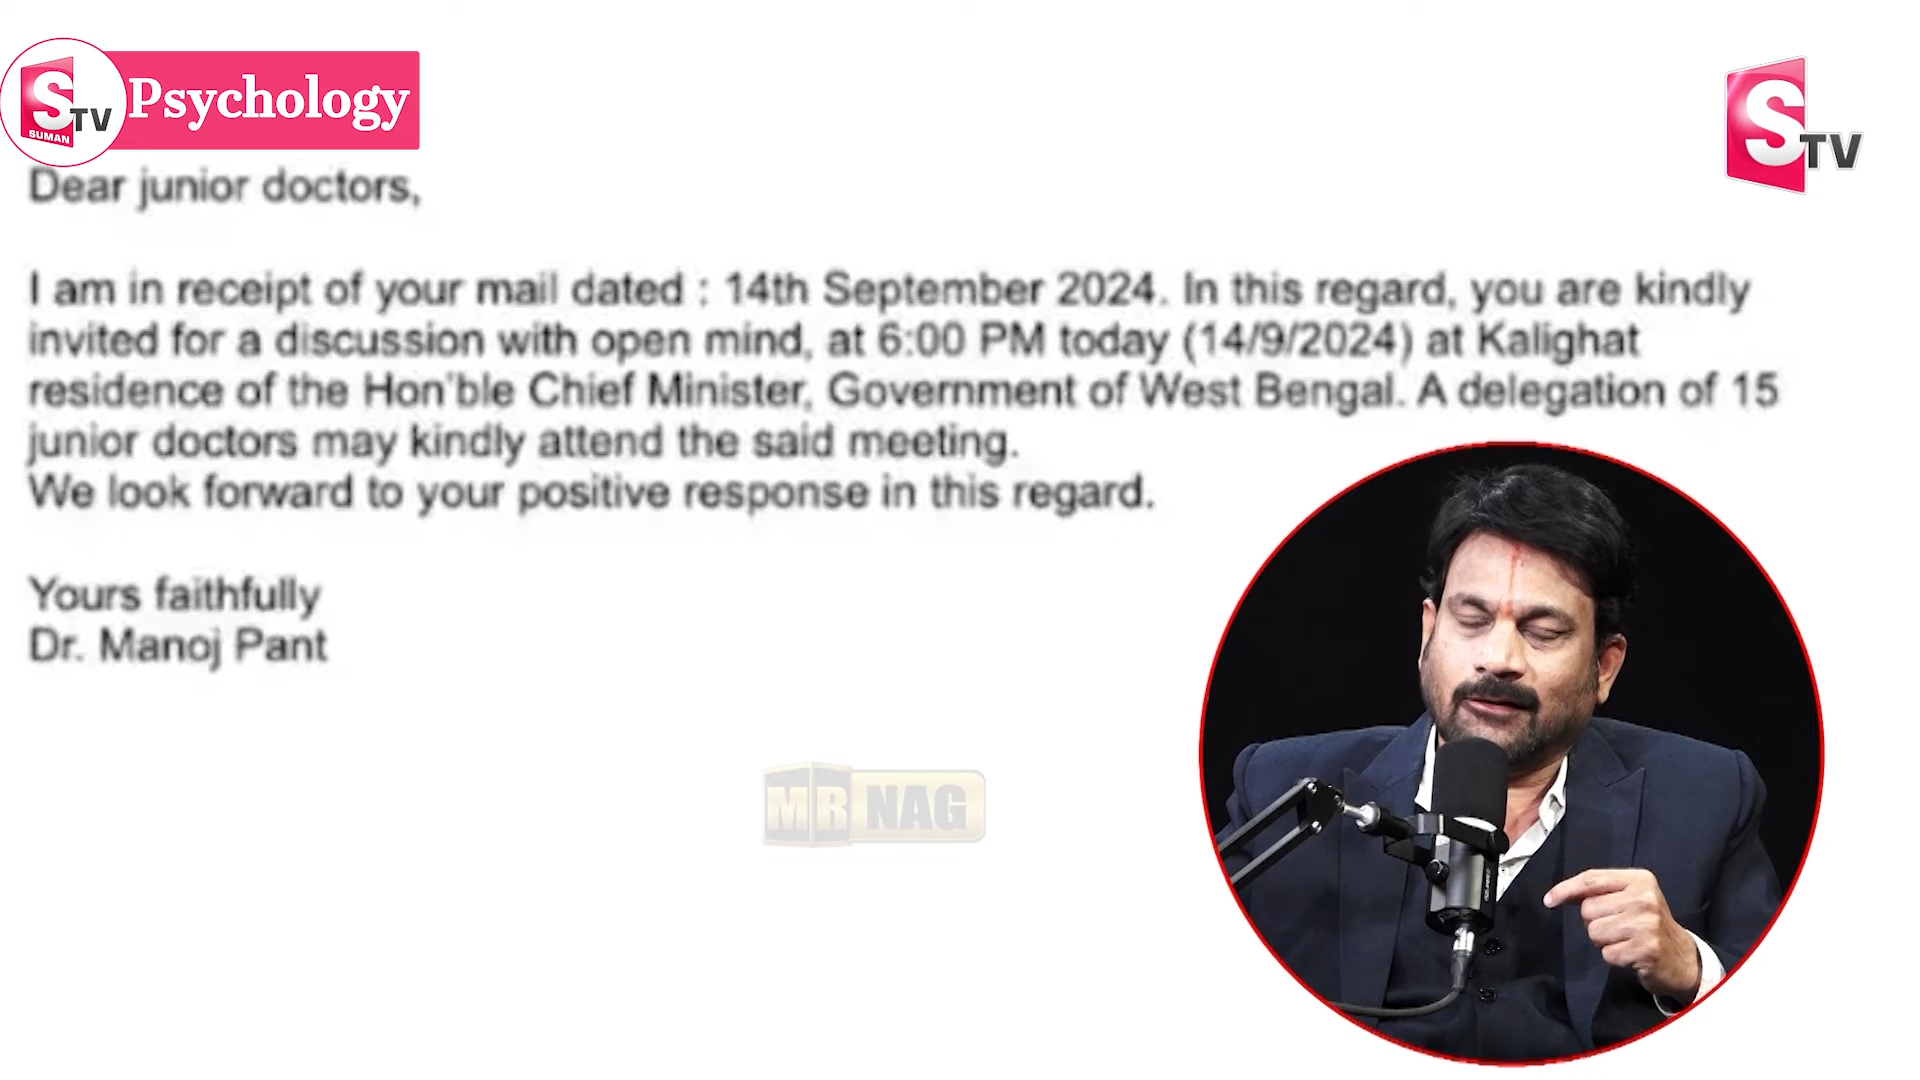 S TV SUMAN Psychology
S TV
Dear junior doctors,
I am in receipt of your mail dated : 14th September 2024. In this regard, you are kindly
invited for a discussion with open mind, at 6:00 PM today (14/9/2024) at Kalighat
residence of the Hon'ble Chief Minister, Government of West Bengal. A delegation of 15
junior doctors may kindly attend the said meeting.
We look forward to your positive response in this regard.
Yours faithfully
Dr. Manoj Pant
MR NAG